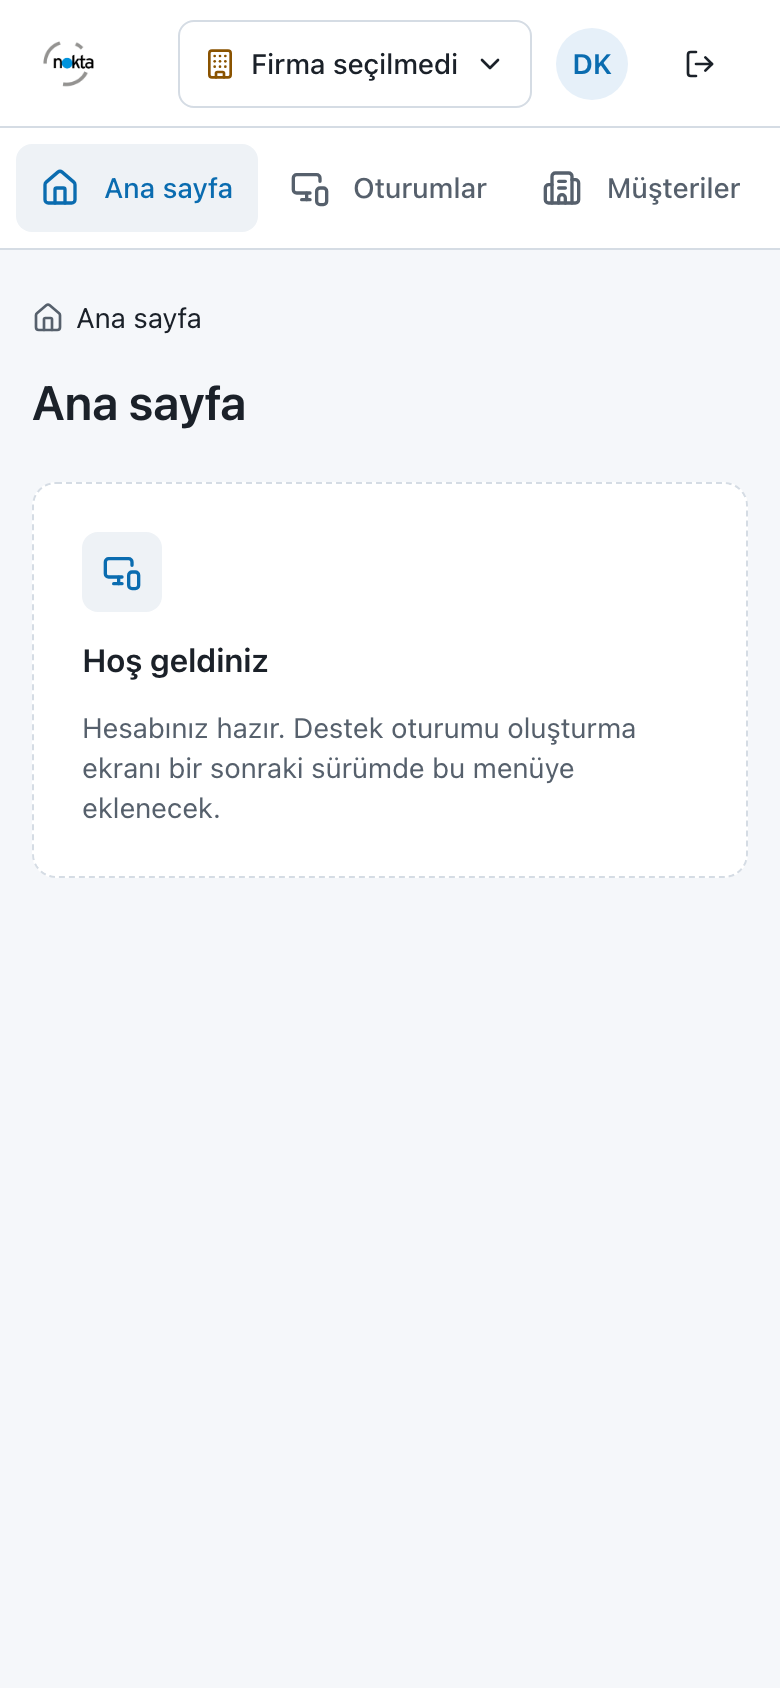 nokta
Firma seçilmedi
DK
Ana sayfa
Oturumlar
Müşteriler
Ana sayfa
Ana sayfa
Hoş geldiniz
Hesabınız hazır. Destek oturumu oluşturma
ekranı bir sonraki sürümde bu menüye
eklenecek.